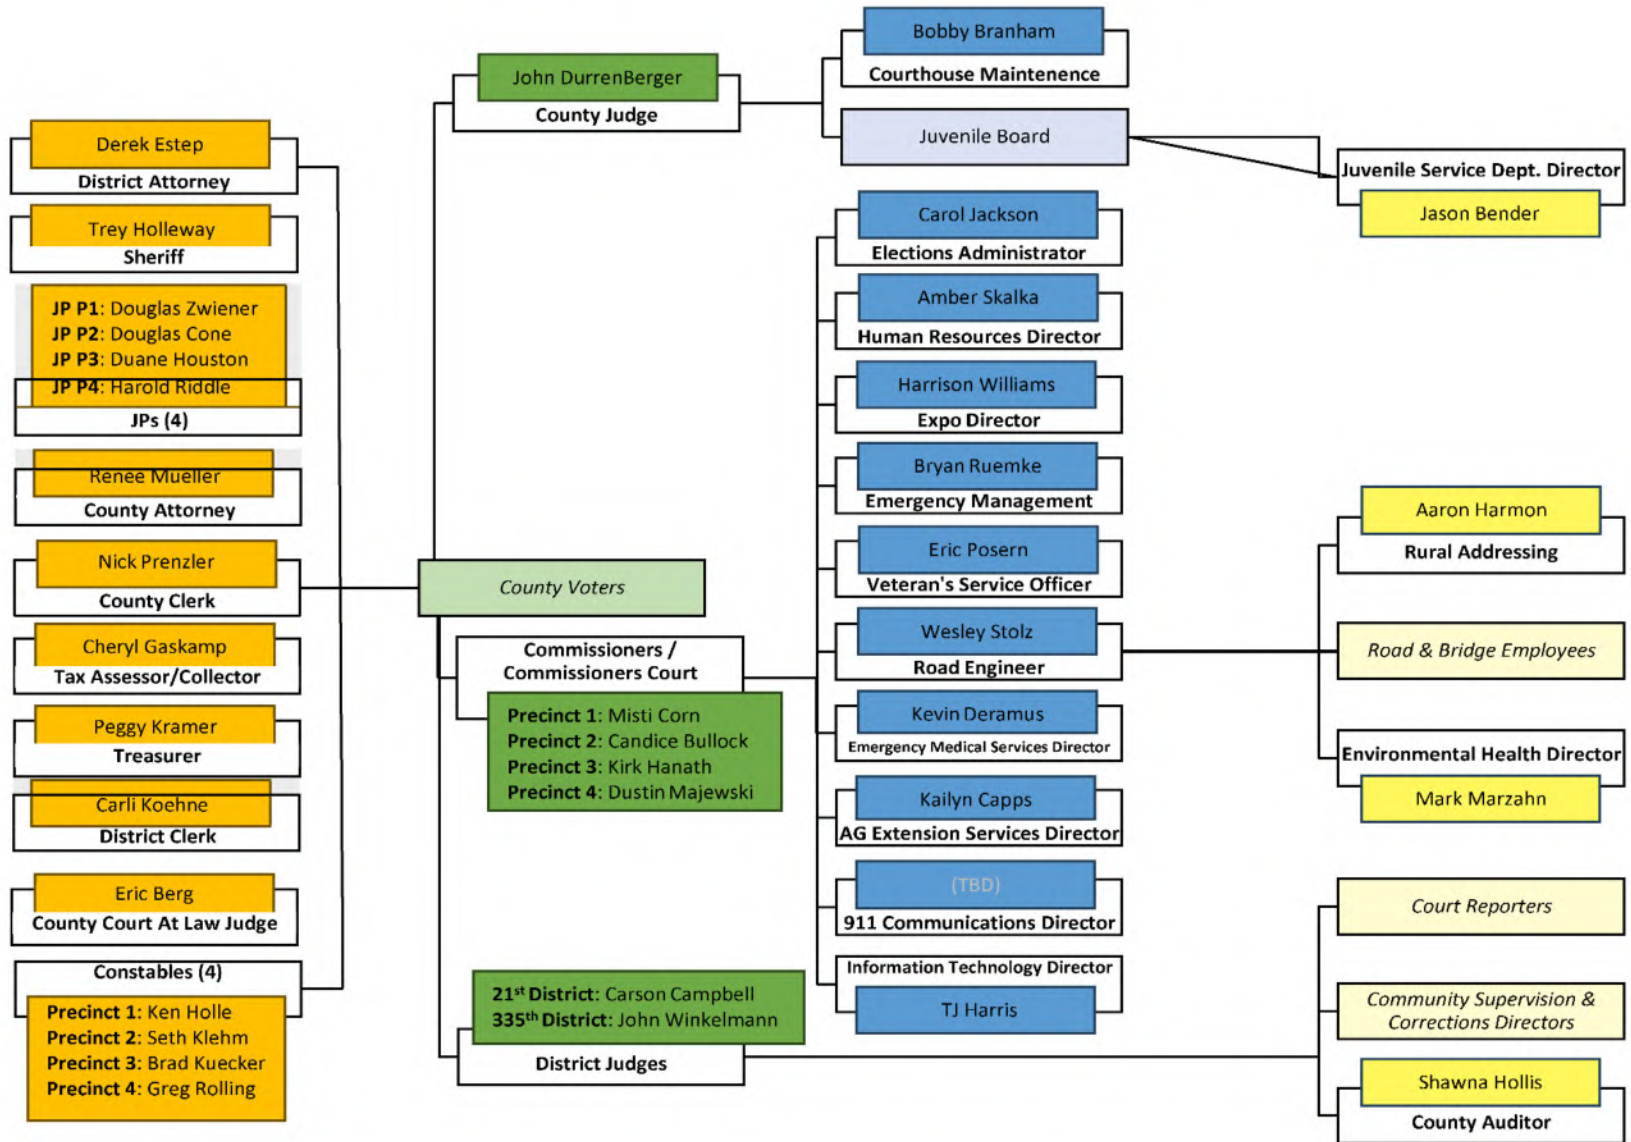 Derek Estep
District Attorney
Trey Holleway
Sheriff
JP P1: Douglas Zwiener
JP P2: Douglas Cone
JP P3: Duane Houston
JP P4: Harold Riddle
JPs (4)
Renee Mueller
County Attorney
Nick Prenzler
County Clerk
Cheryl Gaskamp
Tax Assessor/Collector
Peggy Kramer
Treasurer
Carli Koehne
District Clerk
Eric Berg
County Court At Law Judge
Constables (4)
Precinct 1: Ken Holle
Precinct 2: Seth Klehm
Precinct 3: Brad Kuecker
Precinct 4: Greg Rolling
John DurrenBerger
County Judge
County Voters
Commissioners /
Commissioners Court
Precinct 1: Misti Corn
Precinct 2: Candice Bullock
Precinct 3: Kirk Hanath
Precinct 4: Dustin Majewski
21st District: Carson Campbell
335th District: John Winkelmann
District Judges
Bobby Branham
Courthouse Maintenence
Juvenile Board
Carol Jackson
Elections Administrator
Amber Skalka
Human Resources Director
Harrison Williams
Expo Director
Bryan Ruemke
Emergency Management
Eric Posern
Veteran's Service Officer
Wesley Stolz
Road Engineer
Kevin Deramus
Emergency Medical Services Director
Kailyn Capps
AG Extension Services Director
(TBD)
911 Communications Director
Information Technology Director
TJ Harris
Juvenile Service Dept. Director
Jason Bender
Aaron Harmon
Rural Addressing
Road & Bridge Employees
Environmental Health Director
Mark Marzahn
Court Reporters
Community Supervision &
Corrections Directors
Shawna Hollis
County Auditor